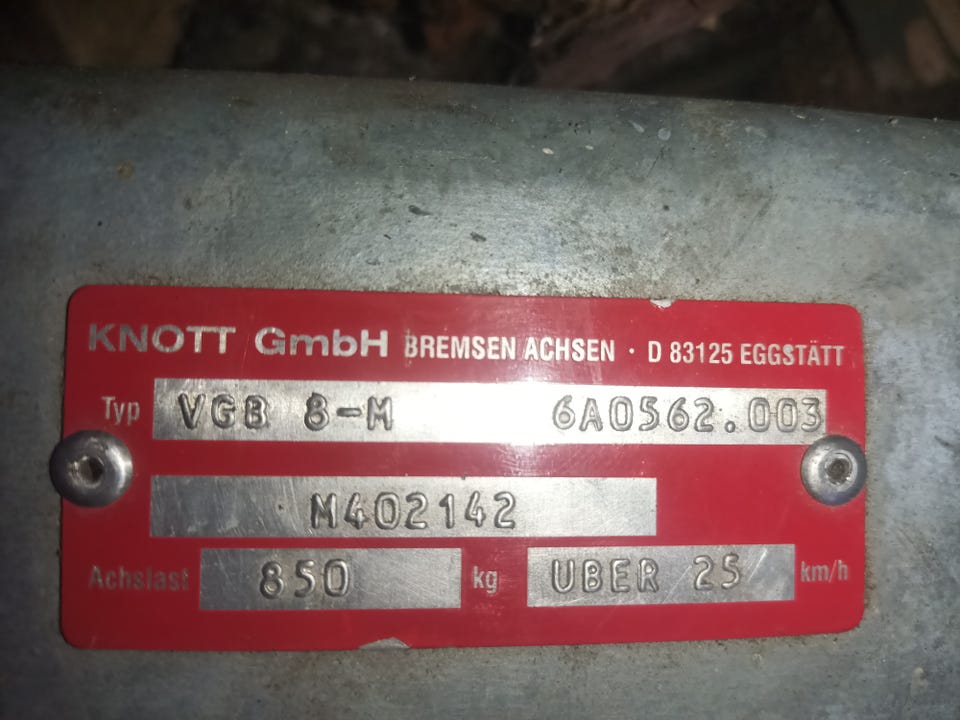 KNOTT GmbH BREMSEN ACHSEN · D 83125 EGGSTÄTT
Typ VGB 8-M 6A0562.003
M402142
Achslast 850 kg UBER 25 km/h